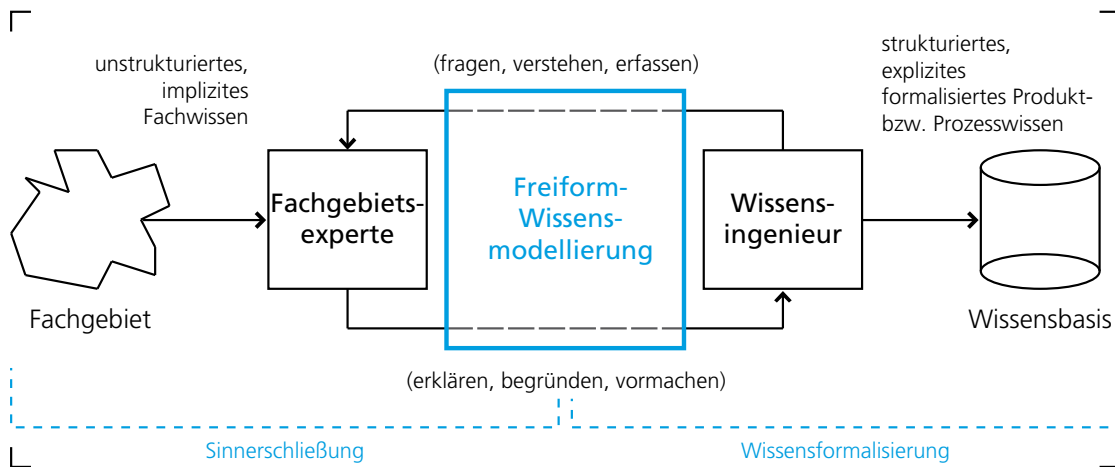 unstrukturiertes,
implizites
Fachwissen
(fragen, verstehen, erfassen)
strukturiertes,
explizites
formalisiertes Produkt-
bzw. Prozesswissen
Fachgebiets-
experte
Freiform-
Wissens-
modellierung
Wissens-
ingenieur
Fachgebiet
Wissensbasis
(erklären, begründen, vormachen)
Sinnerschließung
Wissensformalisierung